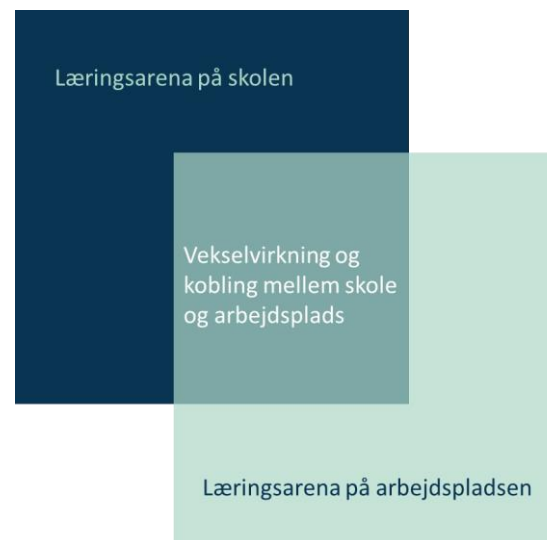 Læringsarena på skolen
Vekselvirkning og
kobling mellem skole
og arbejdsplads
Læringsarena på arbejdspladsen